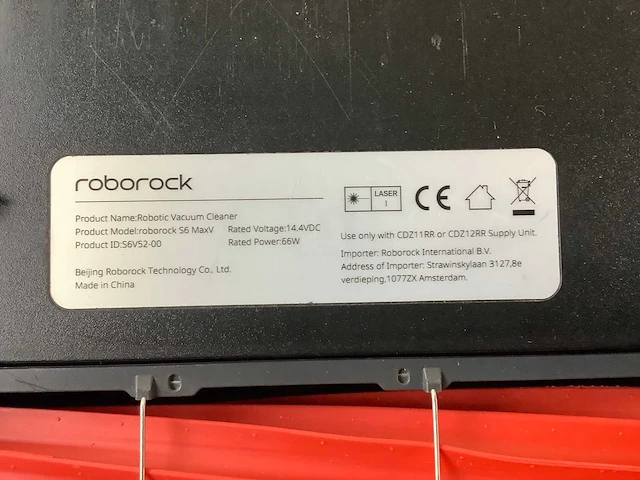 roborock
Product Name:Robotic Vacuum Cleaner
Product Model:roborock S6 MaxV Rated Voltage:14.4VDC
Product ID:S6V52-00 Rated Power:66W
Beijing Roborock Technology Co., Ltd.
Made in China
LASER
1
CE
Use only with CDZ11RR or CDZ12RR Supply Unit.
Importer: Roborock International B.V.
Address of Importer: Strawinskylaan 3127,8e
verdieping,1077ZX Amsterdam.